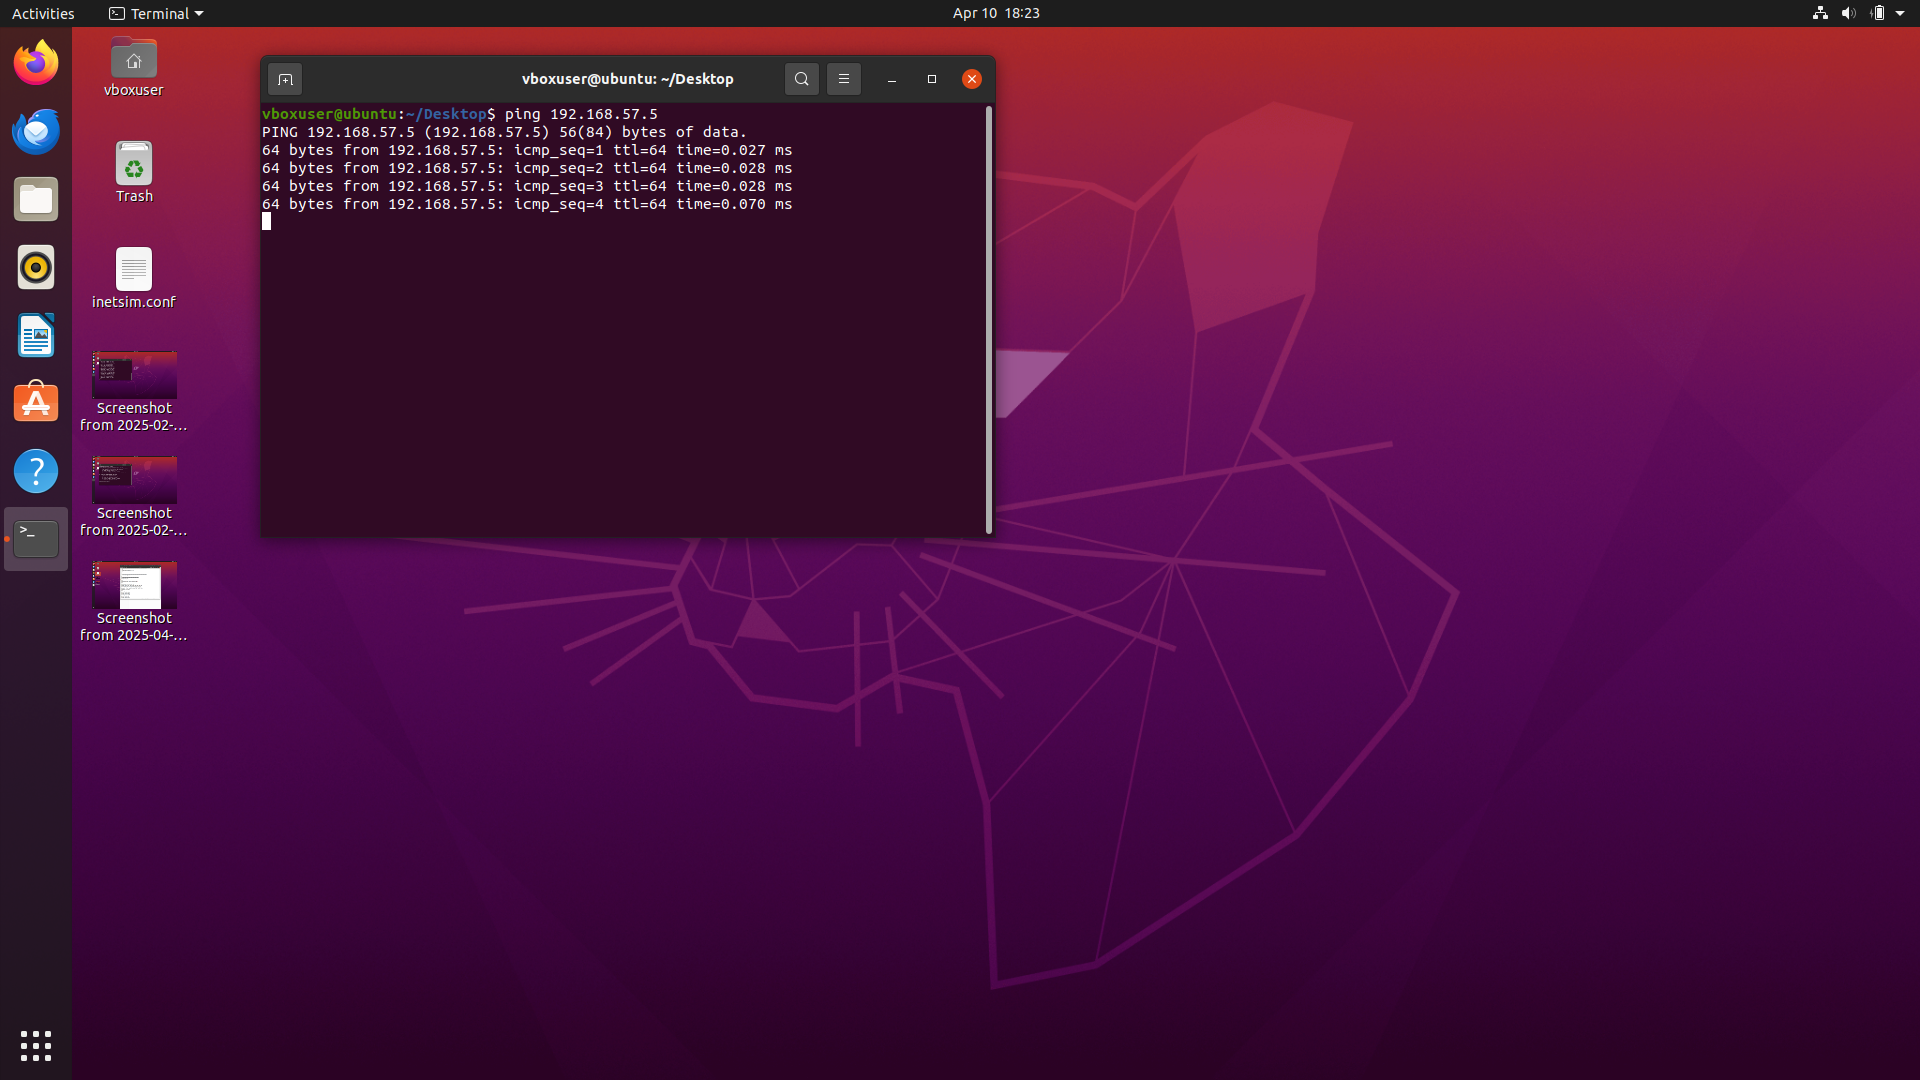 Activities
Terminal
Apr 10 18:23
vboxuser
Trash
inetsim.conf
Screenshot
from 2025-02-...
Screenshot
from 2025-02-...
Screenshot
from 2025-04-...
vboxuser@ubuntu: ~/Desktop
vboxuser@ubuntu:~/Desktop$ ping 192.168.57.5
PING 192.168.57.5 (192.168.57.5) 56(84) bytes of data.
64 bytes from 192.168.57.5: icmp_seq=1 ttl=64 time=0.027 ms
64 bytes from 192.168.57.5: icmp_seq=2 ttl=64 time=0.028 ms
64 bytes from 192.168.57.5: icmp_seq=3 ttl=64 time=0.028 ms
64 bytes from 192.168.57.5: icmp_seq=4 ttl=64 time=0.070 ms